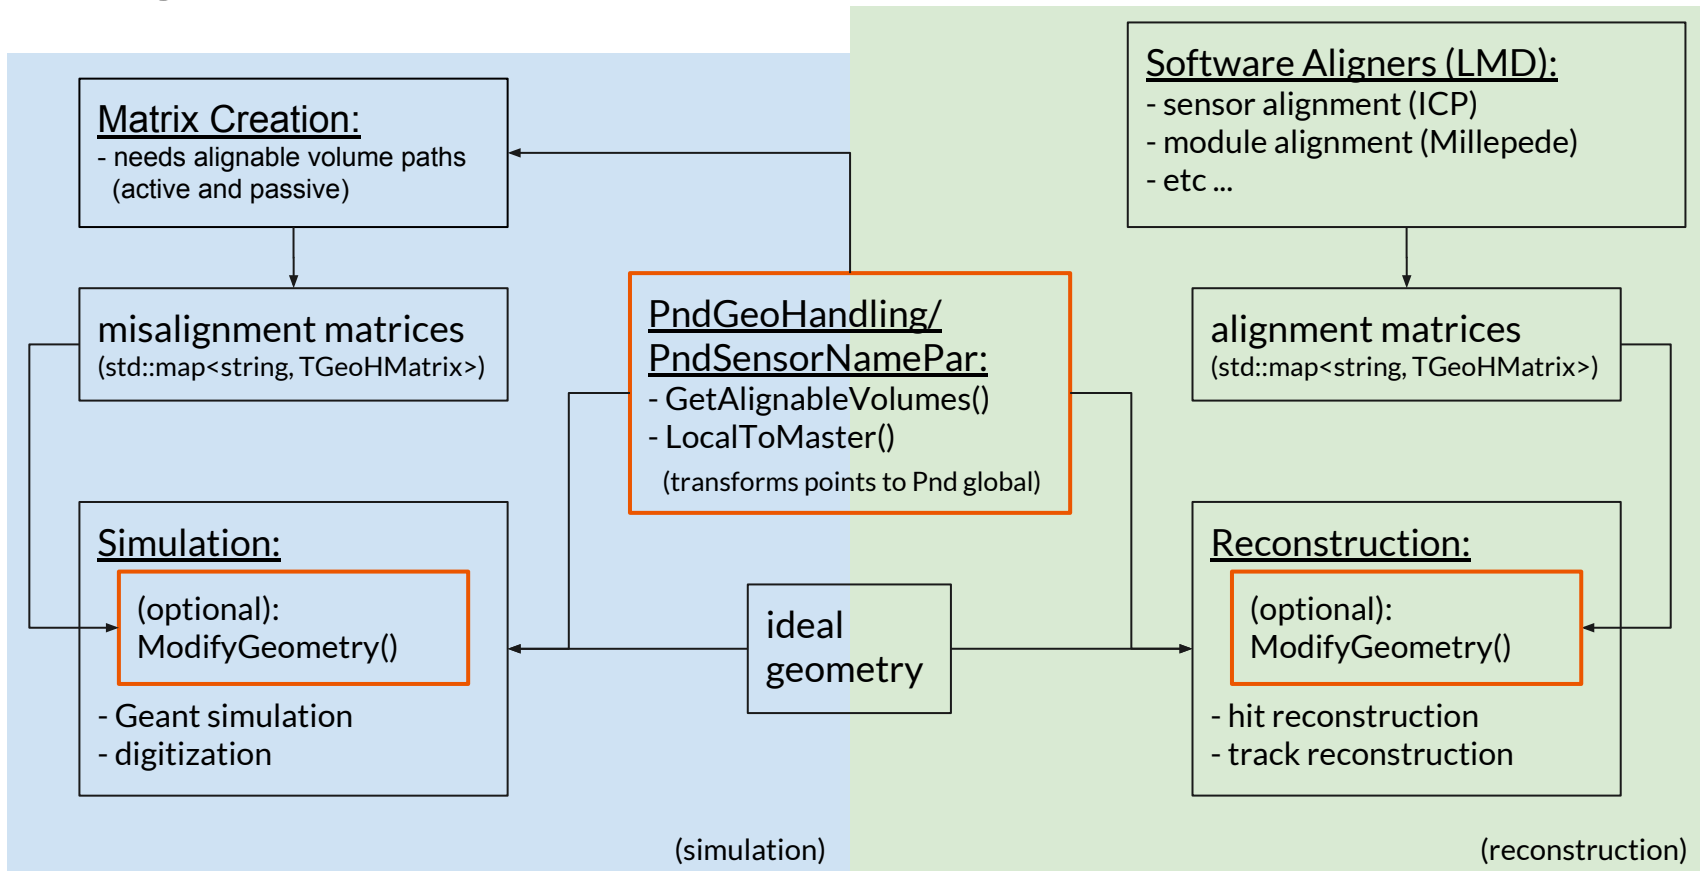 Matrix Creation:
- needs alignable volume paths
(active and passive)
misalignment matrices
(std::map<string, TGeoHMatrix>)
Simulation:
(optional):
ModifyGeometry()
- Geant simulation
- digitization
PndGeoHandling/
PndSensorNamePar:
- GetAlignableVolumes()
- LocalToMaster()
(transforms points to Pnd global)
ideal
geometry
(simulation)
Software Aligners (LMD):
- sensor alignment (ICP)
- module alignment (Millepede)
- etc ...
alignment matrices
(std::map<string, TGeoHMatrix>)
Reconstruction:
(optional):
ModifyGeometry()
- hit reconstruction
- track reconstruction
(reconstruction)